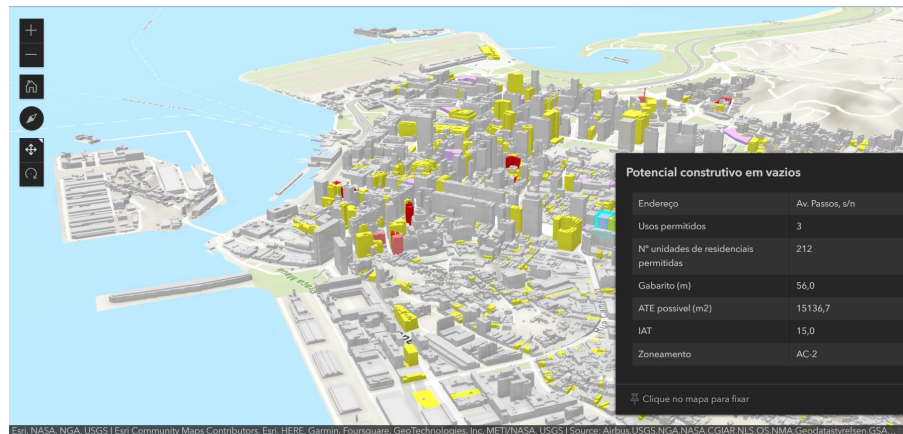 Potencial construtivo em vazios
Endereço Av. Passos, s/n
Usos permitidos 3
Nº unidades de residenciais 212
permitidas
Gabarito (m) 56,0
ATE possivel (m2) 15136,7
IAT 15,0
Zoneamento AC-2
Clique no mapa para fixar
Esri, NASA, NGA, USGS | Esri Community Maps Contributors, Esri, HERE, Garmin, Foursquare, GeoTechnologies, Inc, METI/NASA, USGS | Source: Airbus,USGS,NGA,NASA,CGIAR,NLS,OS,NMA,Geodatastyrelsen,GSA...